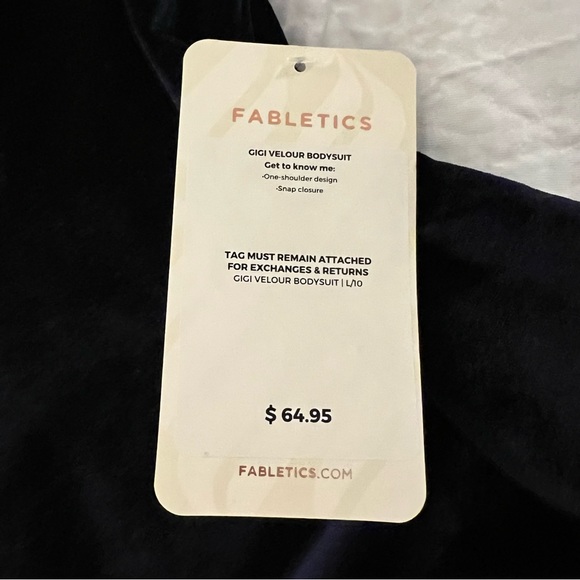 FABLETICS
GIGI VELOUR BODYSUIT
Get to know me:
•One-shoulder design
•Snap closure
TAG MUST REMAIN ATTACHED
FOR EXCHANGES & RETURNS
GIGI VELOUR BODYSUIT | L/10
$ 64.95
FABLETICS.COM